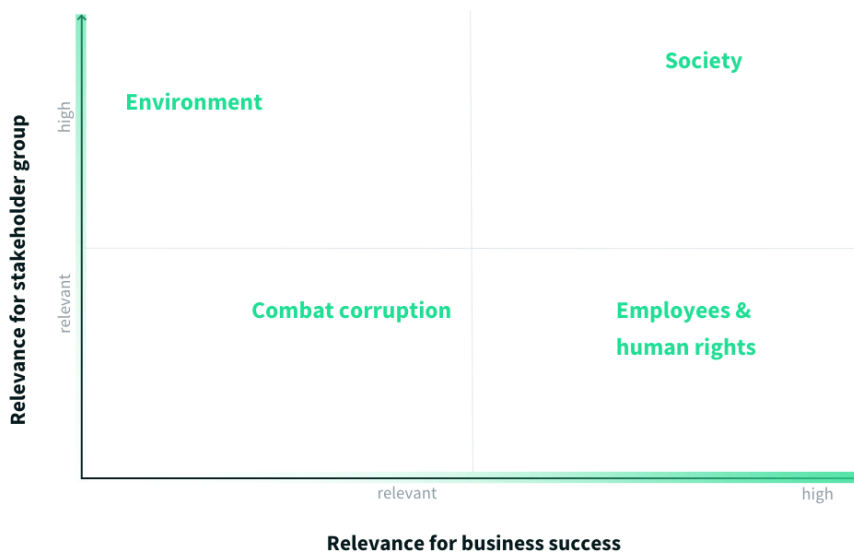 Society
Environment
high
Relevance for stakeholder group
relevant
Combat corruption
Employees &
human rights
relevant
high
Relevance for business success